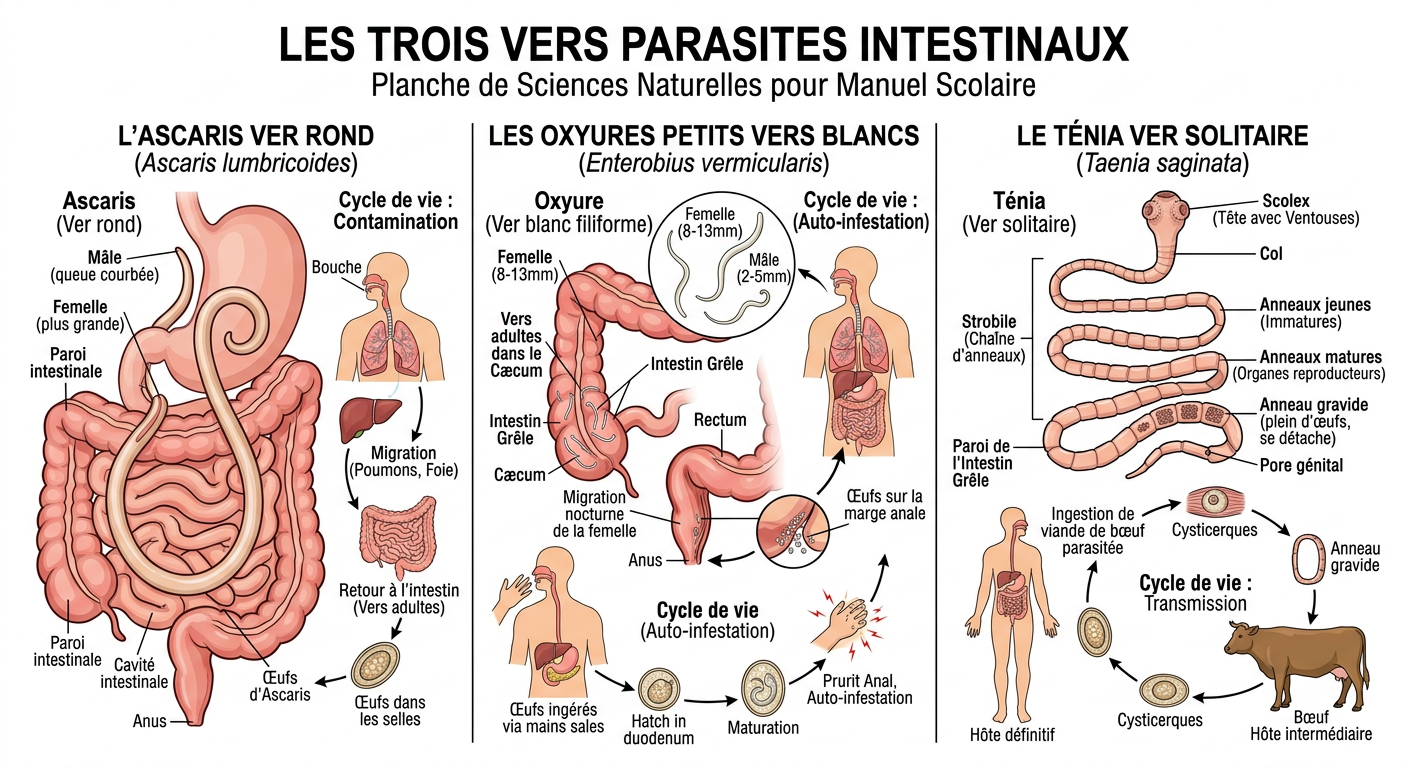 LES TROIS VERS PARASITES INTESTINAUX
Planche de Sciences Naturelles pour Manuel Scolaire
L'ASCARIS VER ROND
(Ascaris lumbricoides)
Ascaris
(Ver rond)
Mâle
(queue courbée)
Femelle
(plus grande)
Paroi
intestinale
Paroi
intestinale
Cavité
intestinale
Anus
Œufs
d'Ascaris
Cycle de vie :
Contamination
Bouche
Migration
(Poumons, Foie)
Retour à l'intestin
(Vers adultes)
Œufs dans
les selles
LES OXYURES PETITS VERS BLANCS
(Enterobius vermicularis)
Oxyure
(Ver blanc filiforme)
Femelle
(8-13mm)
Femelle
(8-13mm)
Mâle
(2-5mm)
Vers
adultes
dans le
Cæcum
Intestin Grêle
Intestin
Grêle
Cæcum
Rectum
Migration
nocturne
de la femelle
Anus
Cycle de vie :
(Auto-infestation)
Œufs sur la
marge anale
Cycle de vie
(Auto-infestation)
Œufs ingérés
via mains sales
Hatch in
duodenum
Maturation
Prurit Anal,
Auto-infestation
LE TÉNIA VER SOLITAIRE
(Taenia saginata)
Ténia
(Ver solitaire)
Scolex
(Tête avec Ventouses)
Col
Strobile
(Chaîne
d'anneaux)
Anneaux jeunes
(Immatures)
Anneaux matures
(Organes reproducteurs)
Anneau gravide
(plein d'œufs,
se détache)
Pore génital
Paroi de
l'Intestin
Grêle
Ingestion de
viande de bœuf
parasitée
Cysticerques
Anneau
gravide
Cycle de vie :
Transmission
Cysticerques
Bœuf
Hôte intermédiaire
Hôte définitif